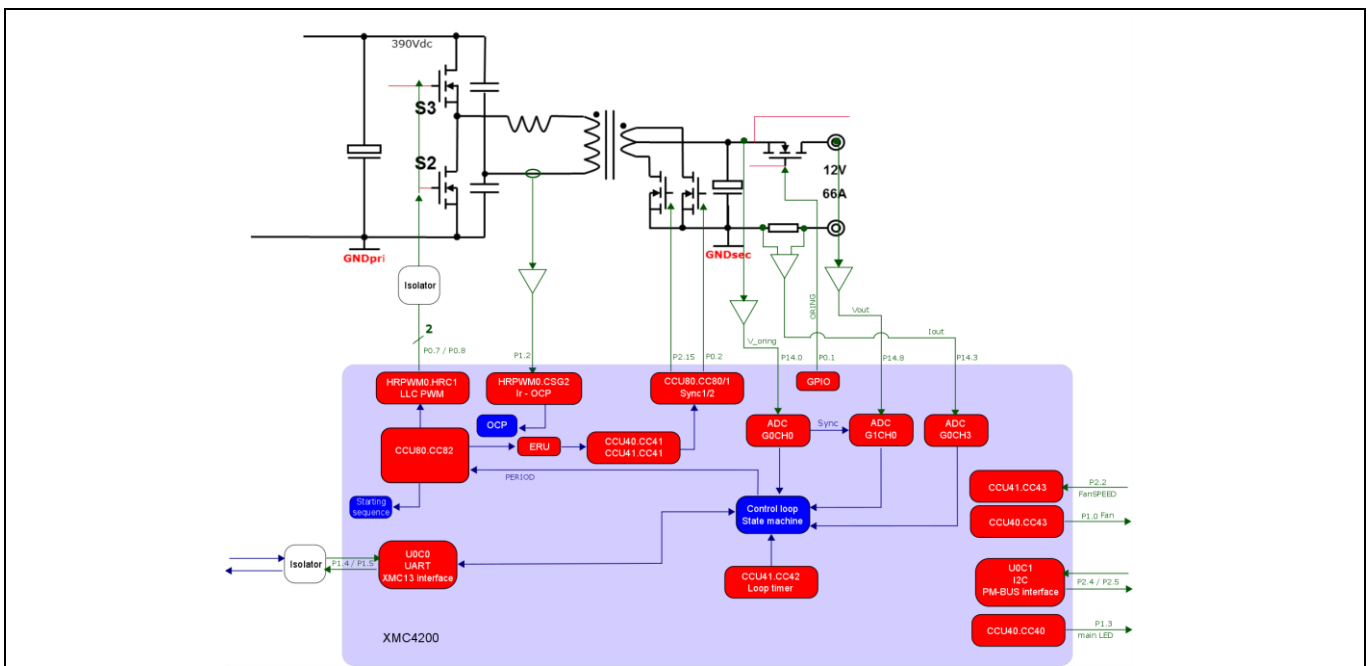 390Vdc
S3
S2
12V
66A
GNDpri
GNDsec
Isolator
2
P0.7 / P0.8
P1.2
P2.15
P0.2
V_oring
P14.0
ORING
P0.1
Vout
P14.8
Iout
P14.3
HRPWM0.HRC1
LLC PWM
HRPWM0.CSG2
Ir - OCP
CCU80.CC80/1
Sync1/2
GPIO
OCP
ADC
G0CH0
Sync
ADC
G1CH0
ADC
G0CH3
CCU80.CC82
ERU
CCU40.CC41
CCU41.CC41
PERIOD
Starting
sequence
Control loop
State machine
CCU41.CC43
P2.2
FanSPEED
CCU40.CC43
P1.0 Fan
Isolator
P1.4 / P1.5
U0C0
UART
XMC13 interface
CCU41.CC42
Loop timer
U0C1
I2C
PM-BUS interface
P2.4 / P2.5
CCU40.CC40
P1.3
main LED
XMC4200